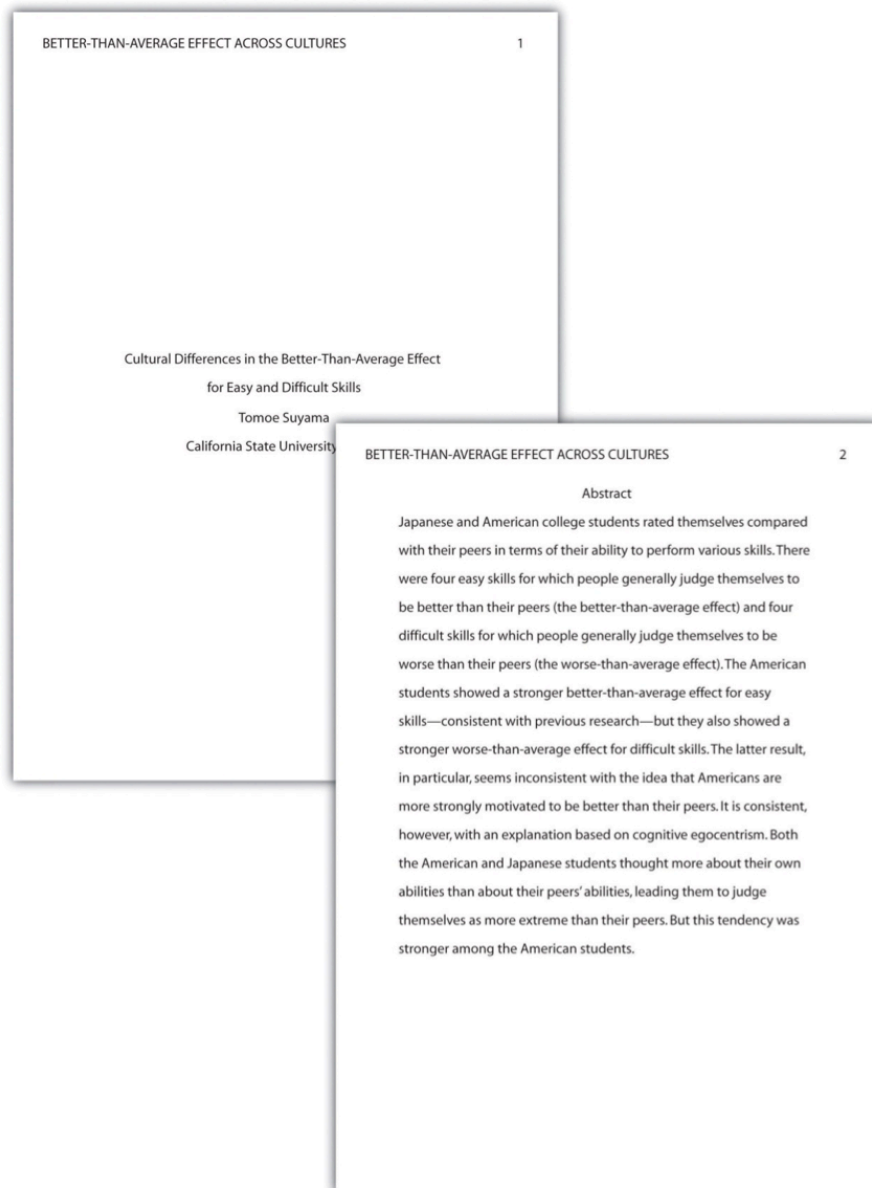 BETTER-THAN-AVERAGE EFFECT ACROSS CULTURES 1
Cultural Differences in the Better-Than-Average Effect
for Easy and Difficult Skills
Tomoe Suyama
California State University
BETTER-THAN-AVERAGE EFFECT ACROSS CULTURES 2
Abstract
Japanese and American college students rated themselves compared
with their peers in terms of their ability to perform various skills. There
were four easy skills for which people generally judge themselves to
be better than their peers (the better-than-average effect) and four
difficult skills for which people generally judge themselves to be
worse than their peers (the worse-than-average effect). The American
students showed a stronger better-than-average effect for easy
skills—consistent with previous research—but they also showed a
stronger worse-than-average effect for difficult skills. The latter result,
in particular, seems inconsistent with the idea that Americans are
more strongly motivated to be better than their peers. It is consistent,
however, with an explanation based on cognitive egocentrism. Both
the American and Japanese students thought more about their own
abilities than about their peers' abilities, leading them to judge
themselves as more extreme than their peers. But this tendency was
stronger among the American students.